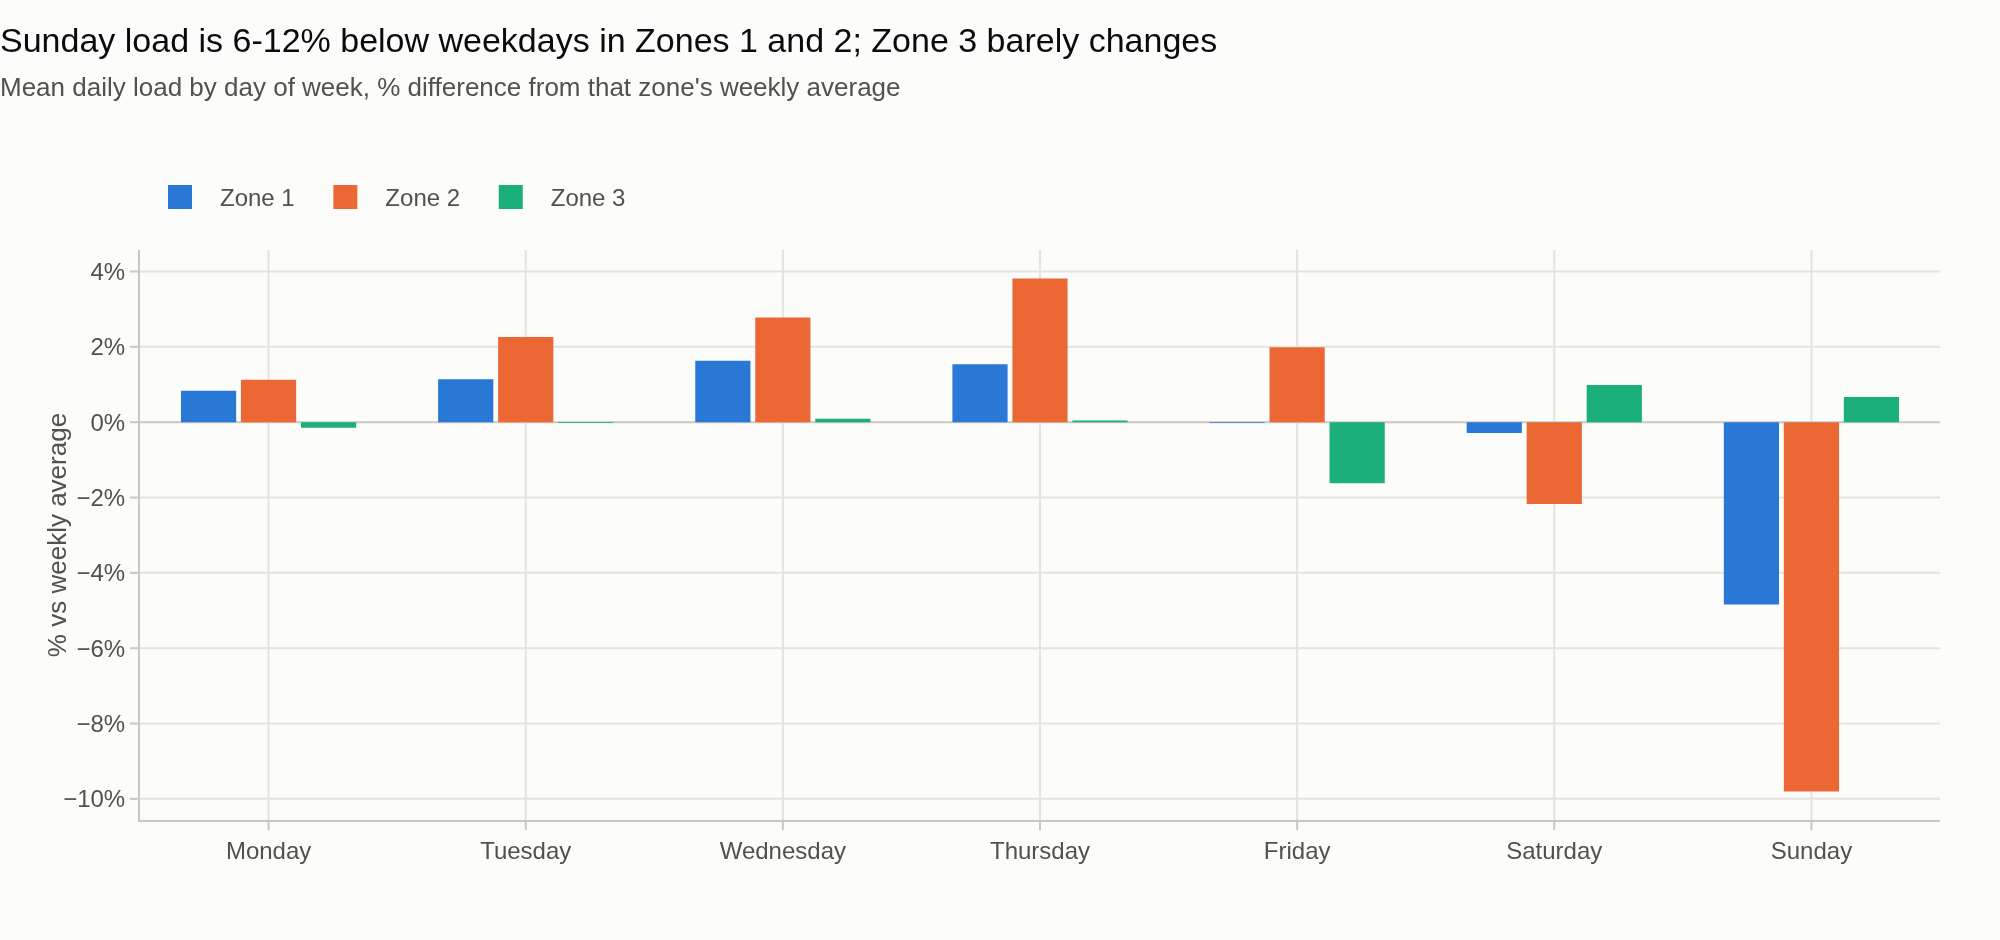 Sunday load is 6-12% below weekdays in Zones 1 and 2; Zone 3 barely changes
Mean daily load by day of week, % difference from that zone's weekly average
Zone 1 Zone 2 Zone 3
% vs weekly average
4%
2%
0%
−2%
−4%
−6%
−8%
−10%
Monday Tuesday Wednesday Thursday Friday Saturday Sunday